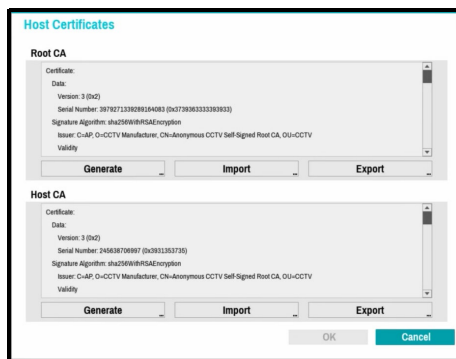 Host Certificates
Root CA
Certificate:
Data:
Version: 3 (0x2)
Serial Number: 3979271339289184083 (0x3739363333393933)
Signature Algorithm: sha256WithRSAEncryption
Issuer: C=AP, O=CCTV Manufacturer, CN=Anonymous CCTV Self-Signed Root CA, OU=CCTV
Validity
Generate ...
Import ...
Export ...
Host CA
Certificate:
Data:
Version: 3 (0x2)
Serial Number: 245638706997 (0x3931353735)
Signature Algorithm: sha256WithRSAEncryption
Issuer: C=AP, O=CCTV Manufacturer, CN=Anonymous CCTV Self-Signed Root CA, OU=CCTV
Validity
Generate ...
Import ...
Export ...
OK
Cancel